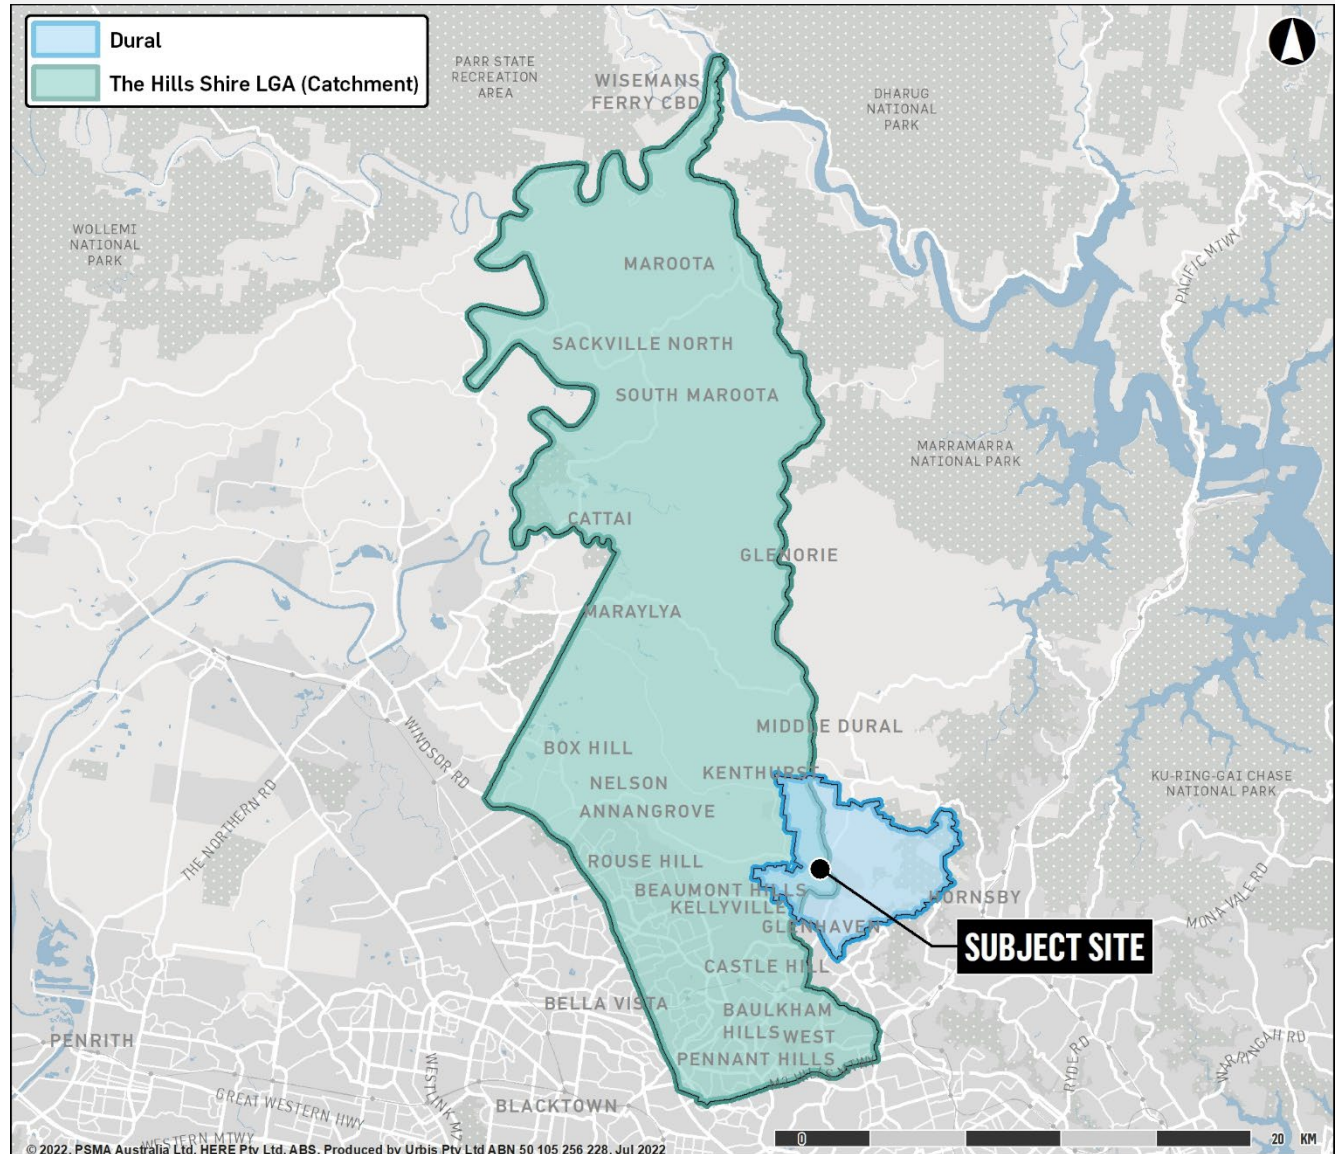 Dural
The Hills Shire LGA (Catchment)
PARR STATE
RECREATION
AREA
WISEMANS
FERRY CBD
DHARUG
NATIONAL
PARK
WOLLEMI
NATIONAL
PARK
MAROOTA
PACIFIC MTWY
SACKVILLE NORTH
SOUTH MAROOTA
MARRAMARRA
NATIONAL PARK
CATTAI
GLENORIE
MARAYLYA
MIDDLE DURAL
WINDSOR RD
BOX HILL
KENTHURST
NELSON
KU-RING-GAI CHASE
NATIONAL PARK
ANNANGROVE
THE NORTHERN RD
ROUSE HILL
BEAUMONT HILLS
KELLYVILLE
HORNSBY
MONA VALE RD
GLENHAVEN
SUBJECT SITE
CASTLE HILL
BELLA VISTA
BAULKHAM
HILLS
WEST
PENNANT HILLS
PENRITH
RYDE RD
WARRINGAH RD
WESTLINK M7
GREAT WESTERN HWY
BLACKTOWN
WESTERN MTWY
0 20 KM
© 2022. PSMA Australia Ltd, HERE Pty Ltd, ABS. Produced by Urbis Pty Ltd ABN 50 105 256 228, Jul 2022